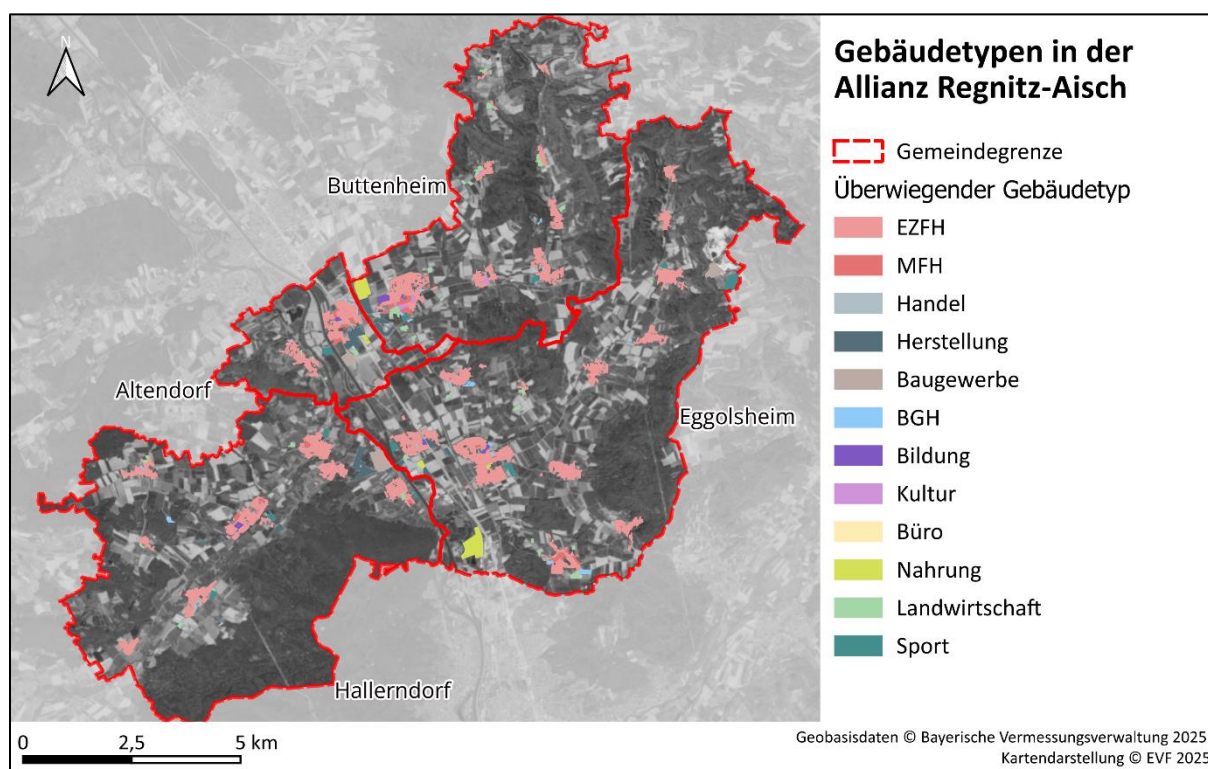 Gebäudetypen in der
Allianz Regnitz-Aisch
N
Gemeindegrenze
Überwiegender Gebäudetyp
EZFH
MFH
Handel
Herstellung
Baugewerbe
BGH
Bildung
Kultur
Büro
Nahrung
Landwirtschaft
Sport
Buttenheim
Altendorf
Eggolsheim
Hallerndorf
0 2,5 5 km
Geobasisdaten © Bayerische Vermessungsverwaltung 2025
Kartendarstellung © EVF 2025